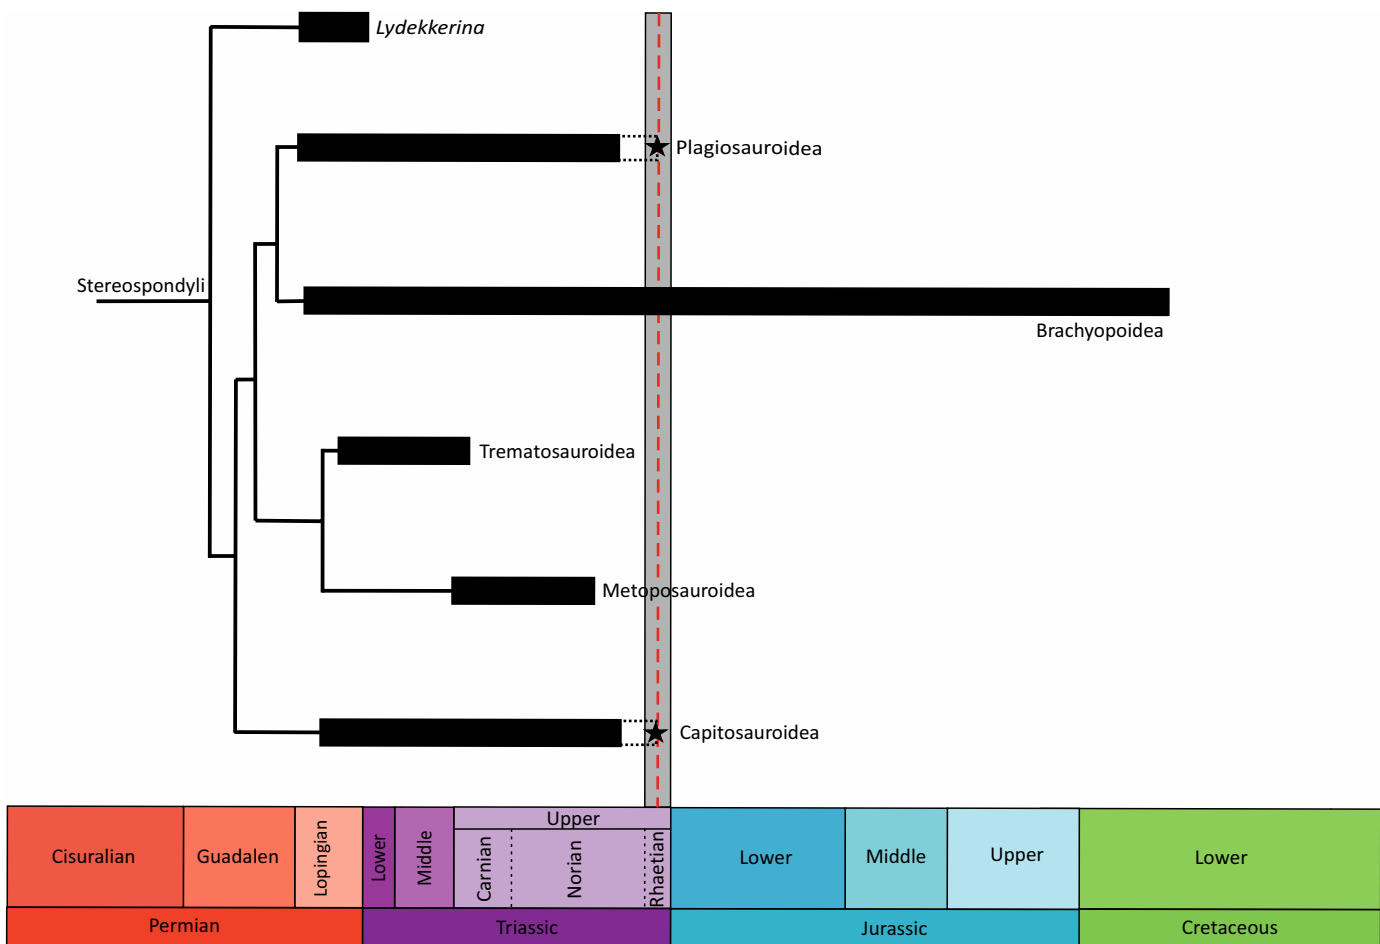 Lydekkerina
Plagiosauroidea
Stereospondyli
Brachyopoidea
Trematosauroidea
Metoposauroidea
Capitosauroidea
Cisuralian
Guadalen
Lopingian
Lower
Middle
Upper
Carnian
Norian
Rhaetian
Lower
Middle
Upper
Lower
Permian
Triassic
Jurassic
Cretaceous